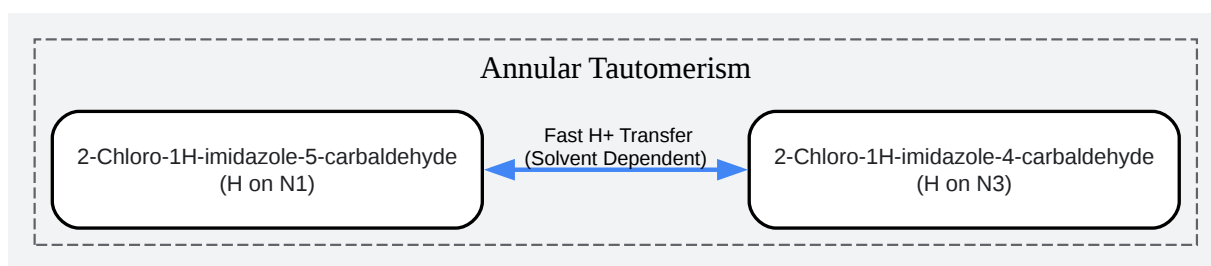 Annular Tautomerism
2-Chloro-1H-imidazole-5-carbaldehyde
(H on N1)
Fast H+ Transfer
(Solvent Dependent)
2-Chloro-1H-imidazole-4-carbaldehyde
(H on N3)